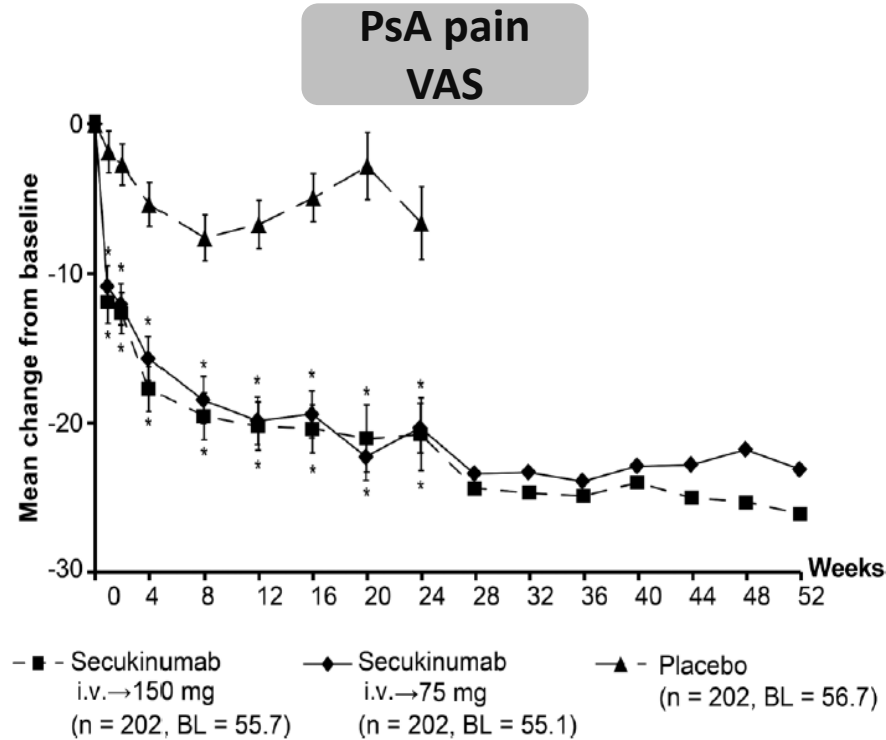 PsA pain
VAS
Mean change from baseline
0
-10
-20
-30
Weeks
0 4 8 12 16 20 24 28 32 36 40 44 48 52
Secukinumab
i.v.→150 mg
(n = 202, BL = 55.7)
Secukinumab
i.v.→75 mg
(n = 202, BL = 55.1)
Placebo
(n = 202, BL = 56.7)